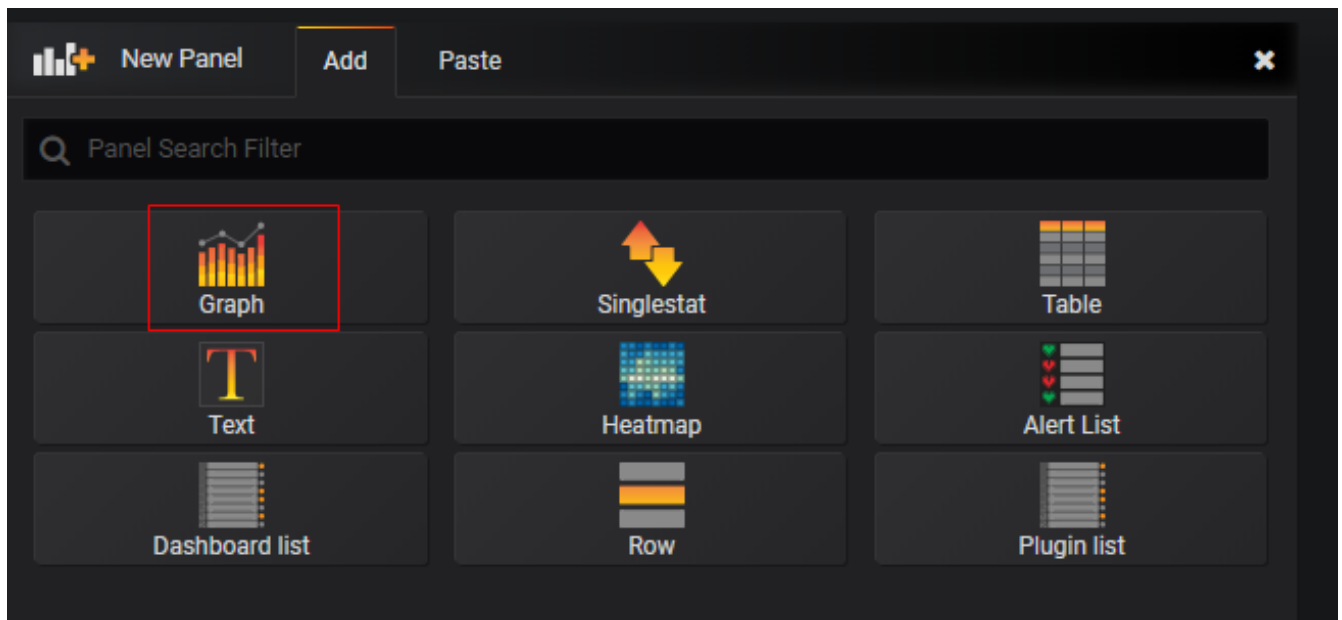 New Panel Add Paste
Panel Search Filter
Graph Singlestat Table
Text Heatmap Alert List
Dashboard list Row Plugin list